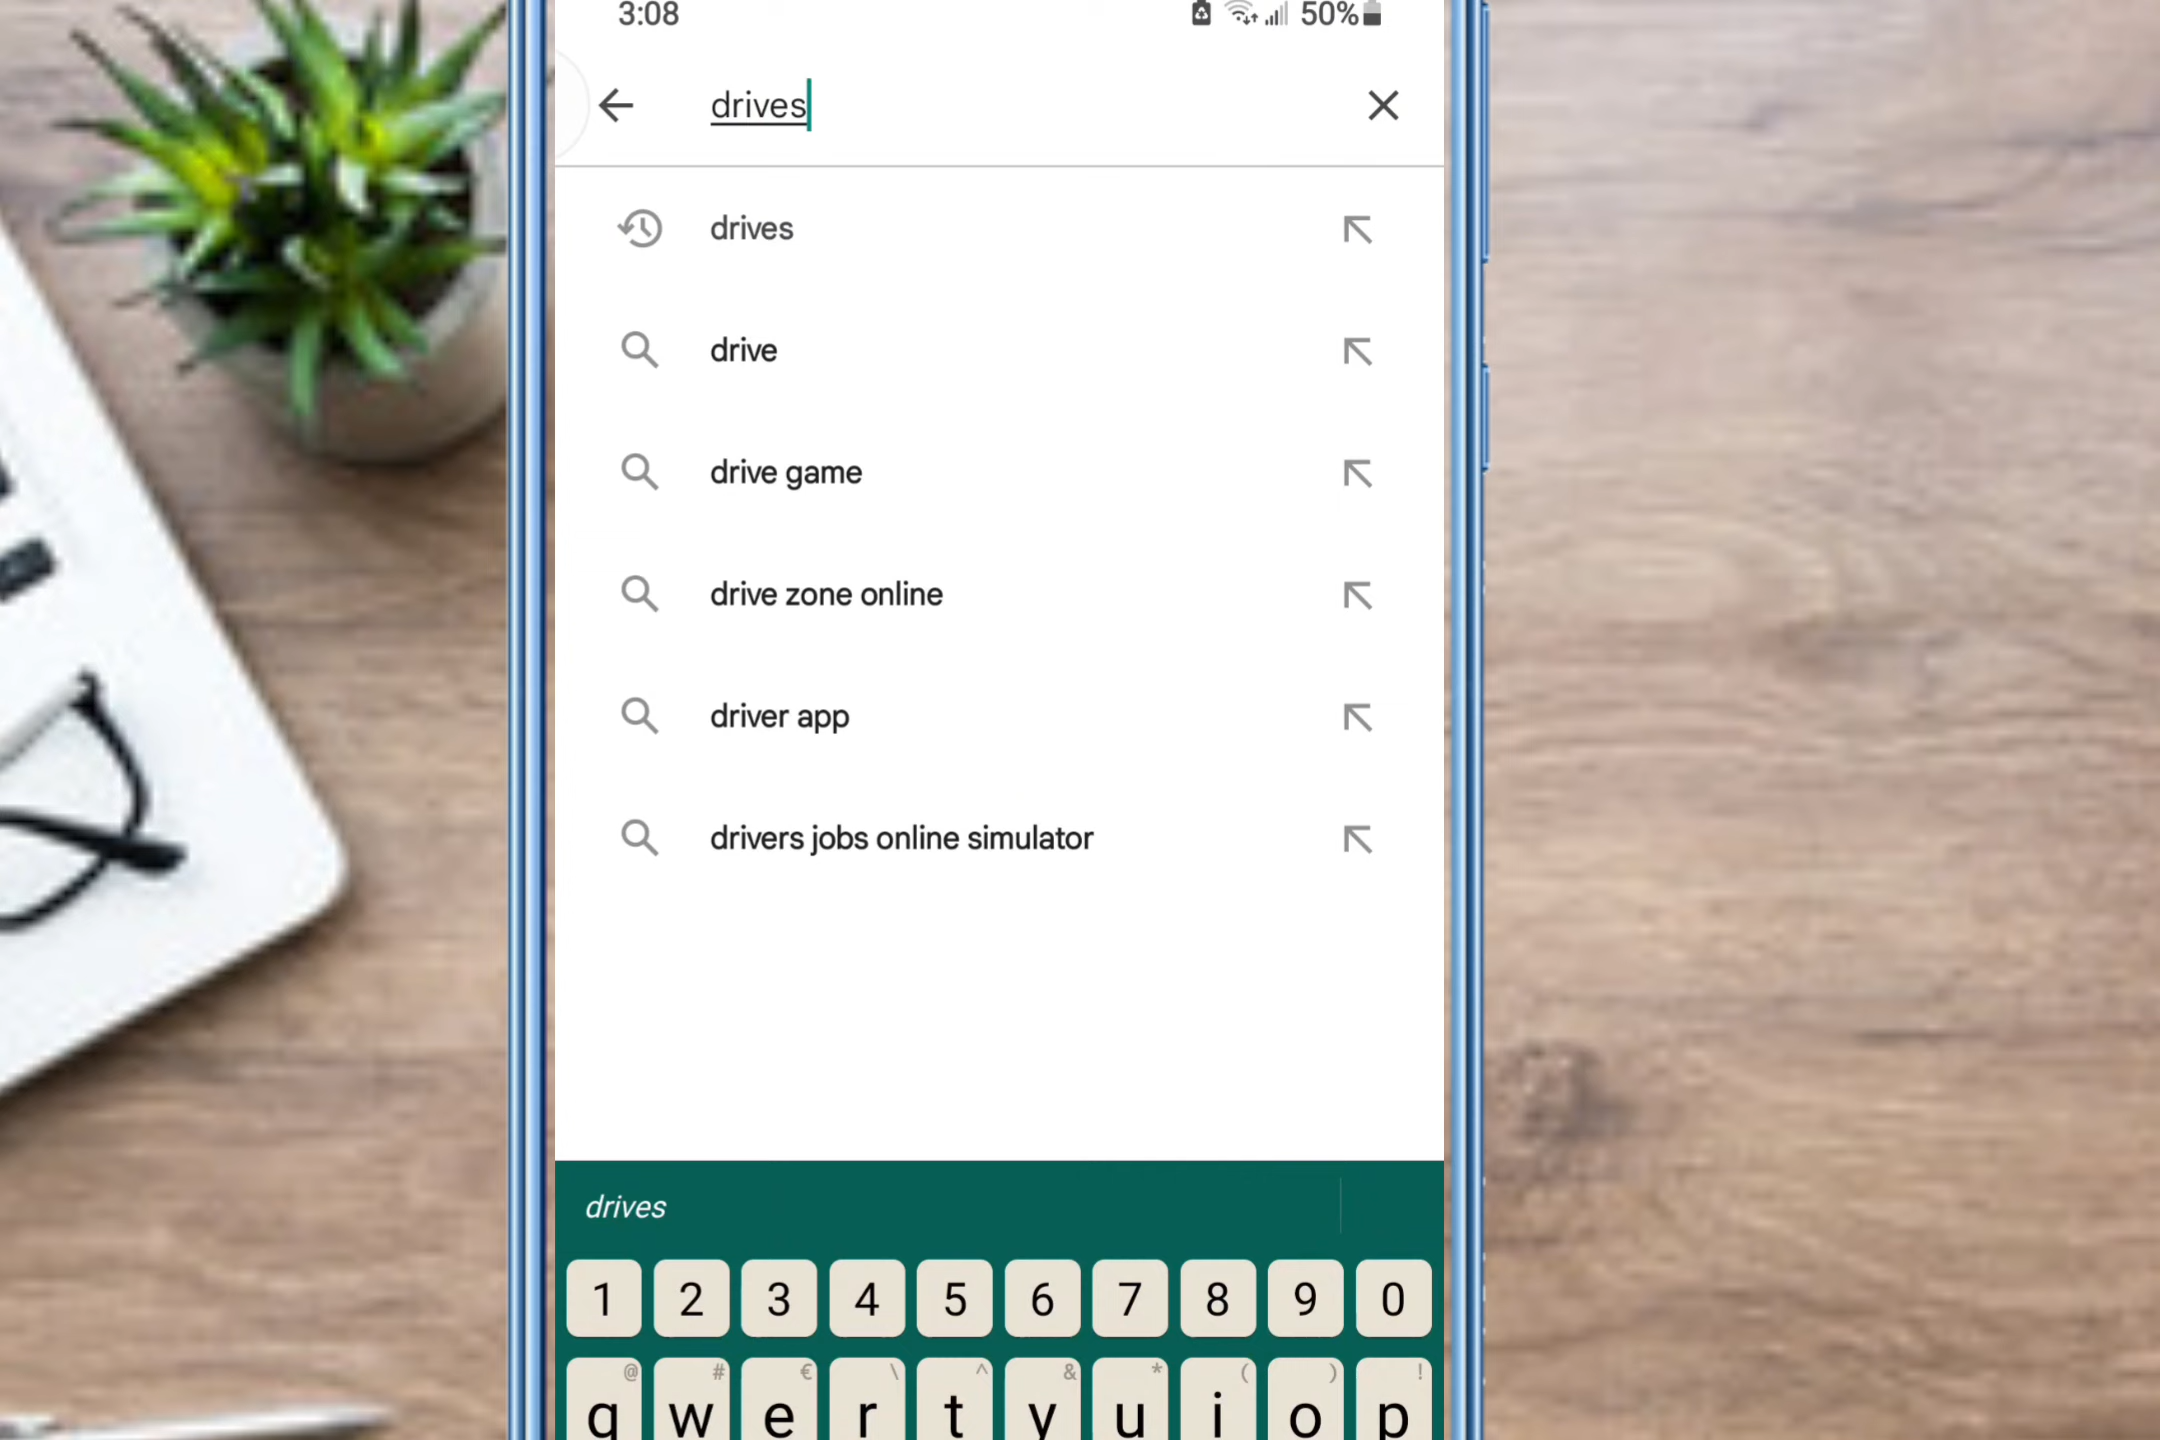 3:08 50%
drives
drives
drive
drive game
drive zone online
driver app
drivers jobs online simulator
drives
1 2 3 4 5 6 7 8 9 0
@ # € \ ^ & * ( ) !
q w e r t y u i o p